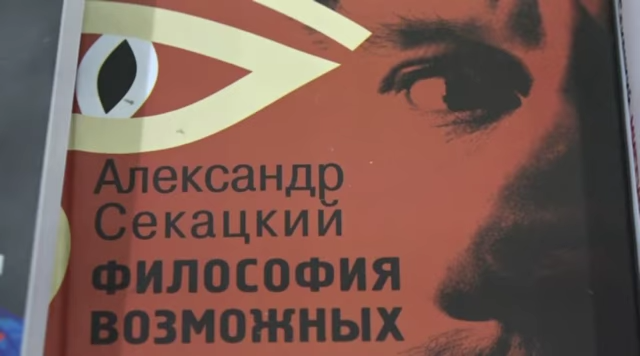 Александр
Секацкий
ФИЛОСОФИЯ
ВОЗМОЖНЫХ